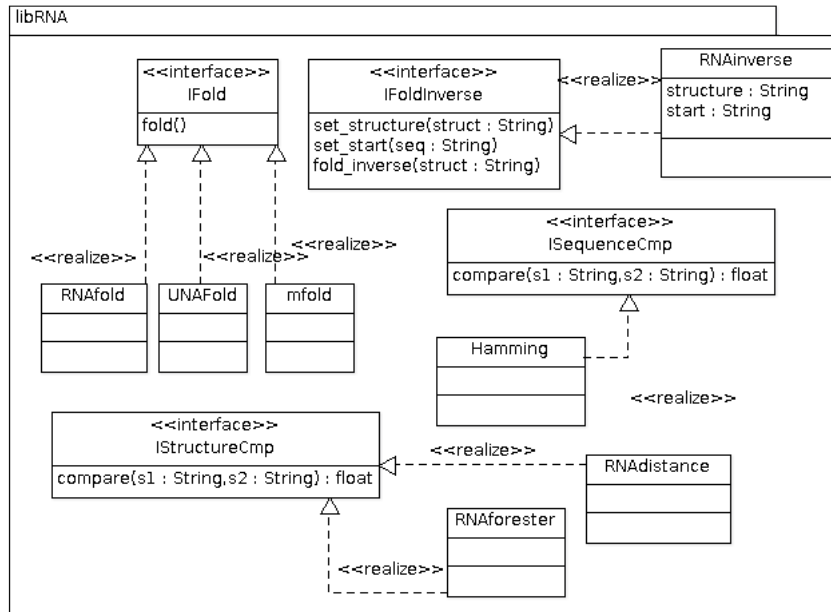 libRNA
<<interface>>
IFold
fold()
<<interface>>
IFoldInverse
set_structure(struct : String)
set_start(seq : String)
fold_inverse(struct : String)
<<realize>>
RNAinverse
structure : String
start : String
<<realize>>
<<realize>>
<<realize>>
RNAfold
UNAFold
mfold
<<interface>>
ISequenceCmp
compare(s1 : String,s2 : String) : float
Hamming
<<realize>>
<<interface>>
IStructureCmp
compare(s1 : String,s2 : String) : float
<<realize>>
RNAdistance
RNAforester
<<realize>>